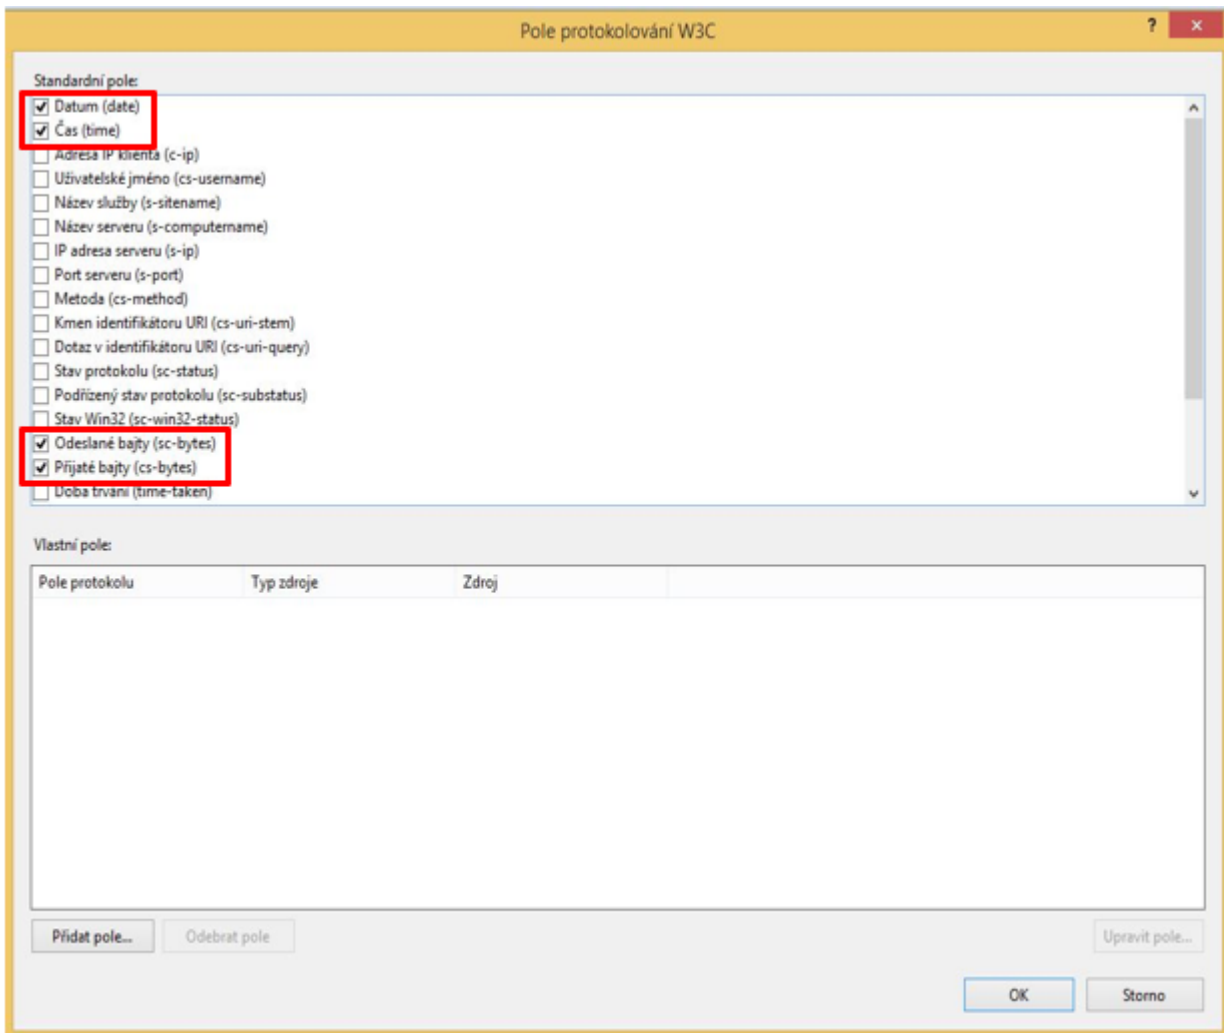 Pole protokolování W3C
?
Standardní pole:
Datum (date)
Čas (time)
Adresa IP klienta (c-ip)
Uživatelské jméno (cs-username)
Název služby (s-sitename)
Název serveru (s-computername)
IP adresa serveru (s-ip)
Port serveru (s-port)
Metoda (cs-method)
Kmen identifikátoru URI (cs-uri-stem)
Dotaz v identifikátoru URI (cs-uri-query)
Stav protokolu (sc-status)
Podřízený stav protokolu (sc-substatus)
Stav Win32 (sc-win32-status)
Odeslané bajty (sc-bytes)
Přijaté bajty (cs-bytes)
Doba trvání (time-taken)
Vlastní pole:
Pole protokolu Typ zdroje Zdroj
Přidat pole... Odebrat pole Upravit pole...
OK Storno